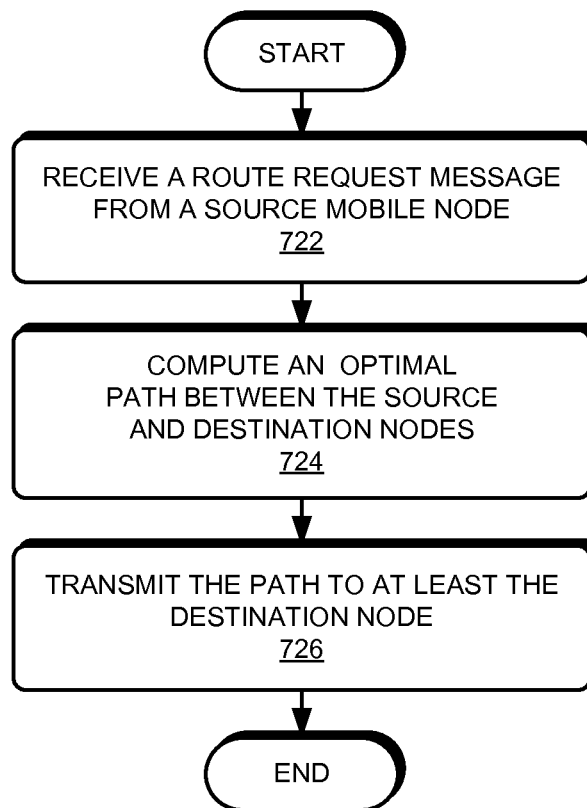 START
RECEIVE A ROUTE REQUEST MESSAGE
FROM A SOURCE MOBILE NODE
722
COMPUTE AN OPTIMAL
PATH BETWEEN THE SOURCE
AND DESTINATION NODES
724
TRANSMIT THE PATH TO AT LEAST THE
DESTINATION NODE
726
END